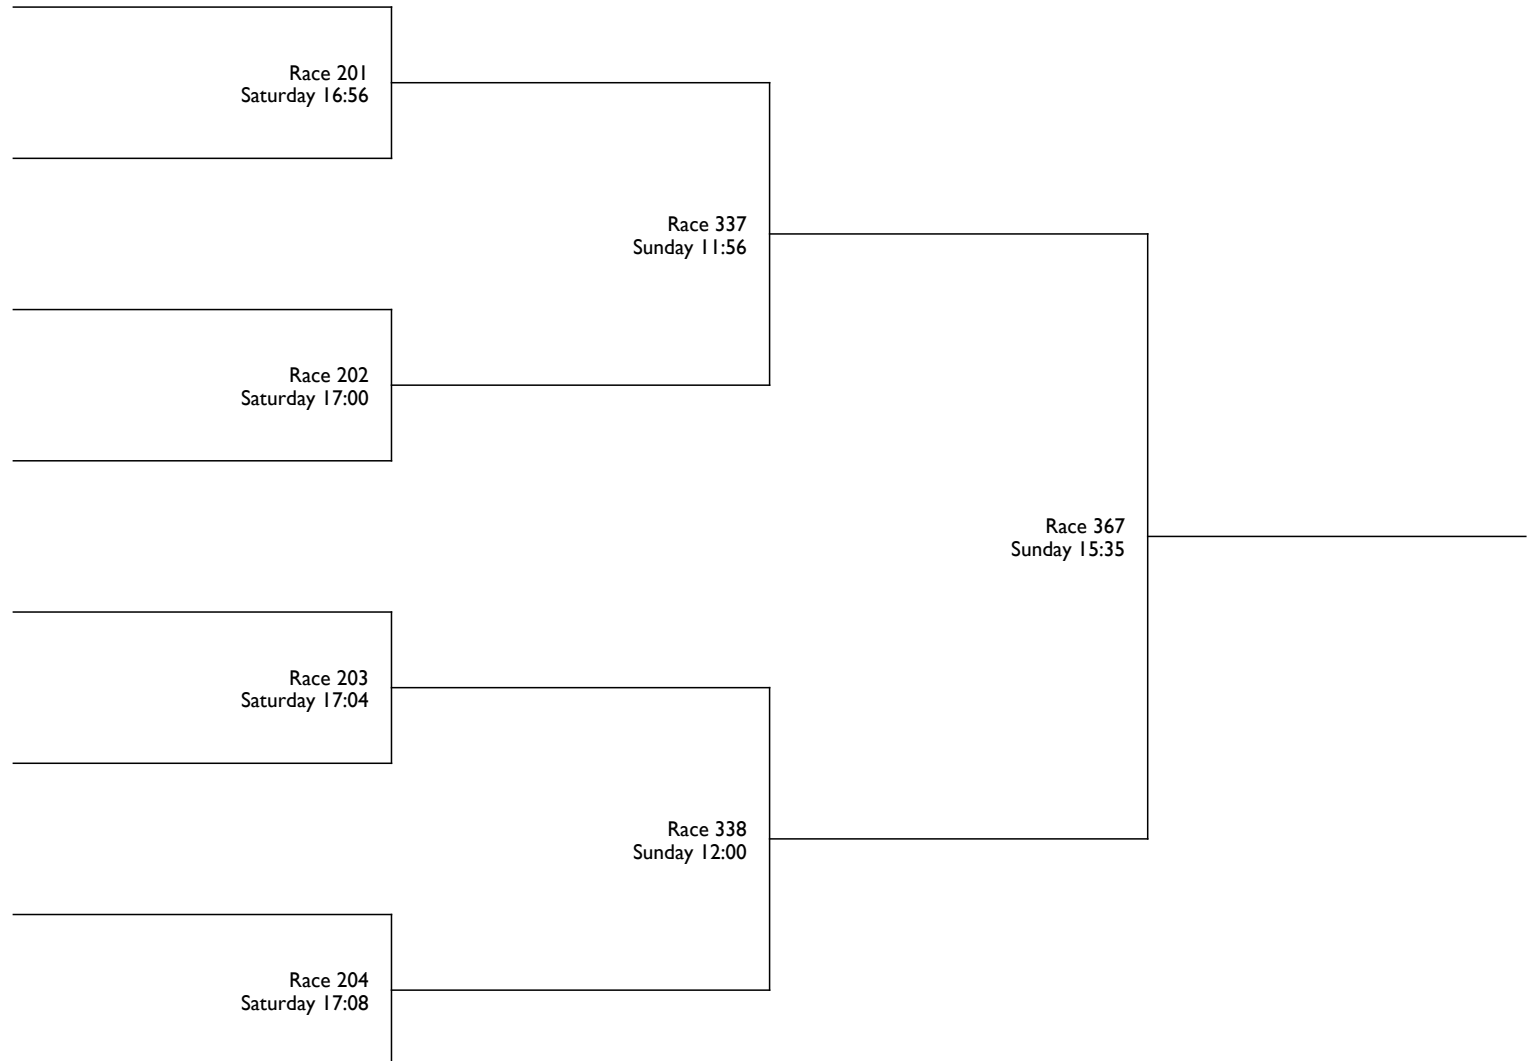 Race 201
Saturday 16:56
Race 337
Sunday 11:56
Race 202
Saturday 17:00
Race 367
Sunday 15:35
Race 203
Saturday 17:04
Race 338
Sunday 12:00
Race 204
Saturday 17:08